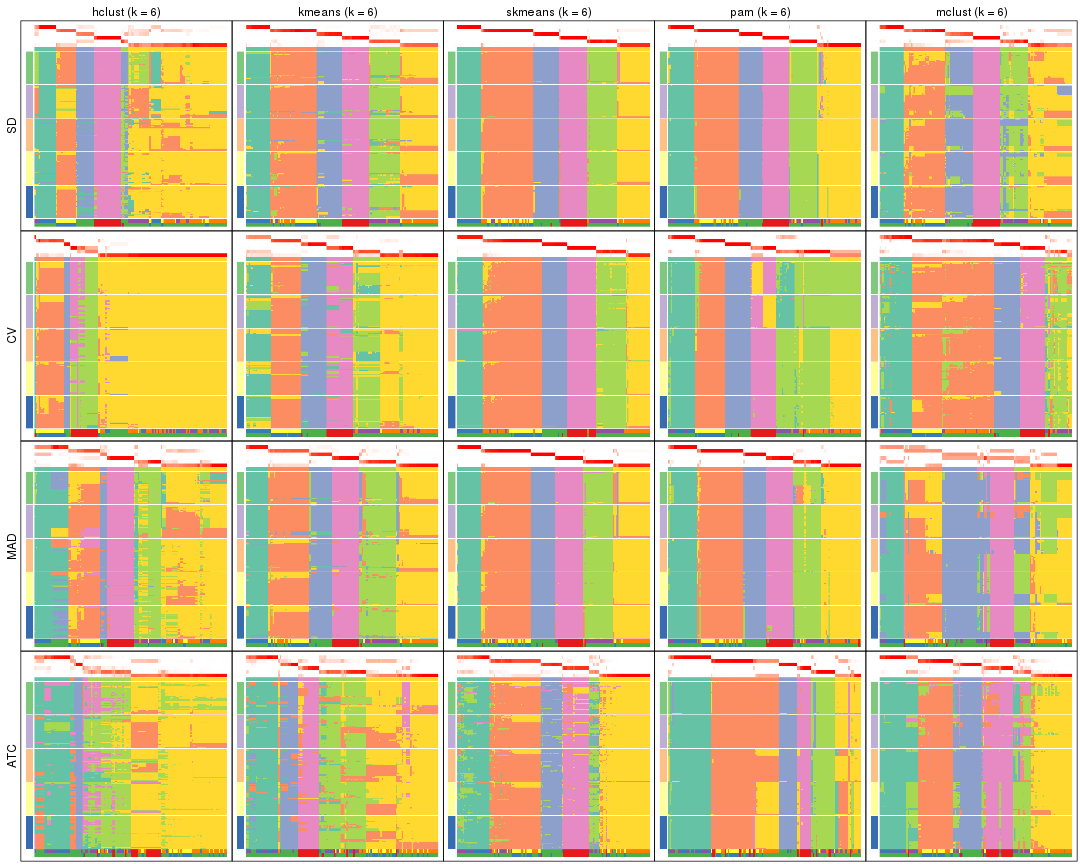 hclust (k = 6) kmeans (k = 6) skmeans (k = 6) pam (k = 6) mclust (k = 6)
SD
CV
MAD
ATC